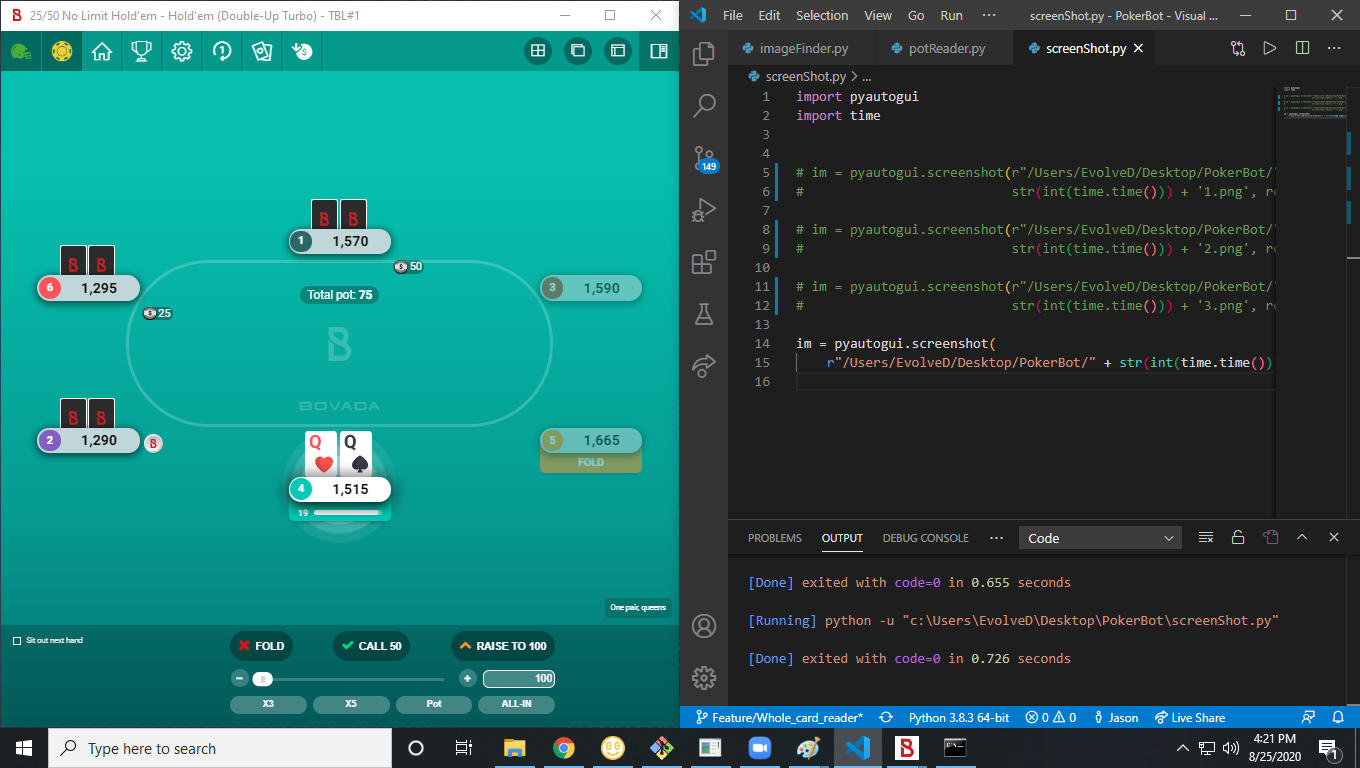 25/50 No Limit Hold'em - Hold'em (Double-Up Turbo) - TBL#1
1 1,570
50
6 1,295
25
Total pot: 75
3 1,590
BOVADA
2 1,290
B
Q Q
4 1,515
19
5 1,665
FOLD
One pair, queens
Sit out next hand
FOLD
CALL 50
RAISE TO 100
100
X3
X5
Pot
ALL-IN
File Edit Selection View Go Run ··· screenShot.py - PokerBot - Visual ...
imageFinder.py
potReader.py
screenShot.py
screenShot.py > ...
1 import pyautogui
2 import time
3
4
5 # im = pyautogui.screenshot(r"/Users/EvolveD/Desktop/PokerBot/"
6 # str(int(time.time())) + '1.png', re
7
8 # im = pyautogui.screenshot(r"/Users/EvolveD/Desktop/PokerBot/"
9 # str(int(time.time())) + '2.png', re
10
11 # im = pyautogui.screenshot(r"/Users/EvolveD/Desktop/PokerBot/"
12 # str(int(time.time())) + '3.png', re
13
14 im = pyautogui.screenshot(
15 r"/Users/EvolveD/Desktop/PokerBot/" + str(int(time.time())
16
149
PROBLEMS OUTPUT DEBUG CONSOLE ··· Code
[Done] exited with code=0 in 0.655 seconds
[Running] python -u "c:\Users\EvolveD\Desktop\PokerBot\screenShot.py"
[Done] exited with code=0 in 0.726 seconds
Feature/Whole_card_reader* Python 3.8.3 64-bit 0 0 Jason Live Share
Type here to search
4:21 PM
8/25/2020
1